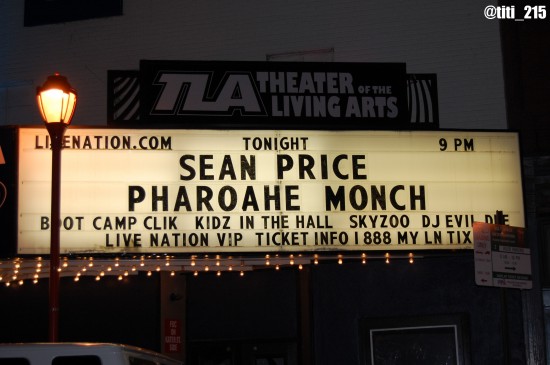 @titi_215
TLA THEATER OF THE LIVING ARTS
LIVENATION.COM TONIGHT 9 PM
SEAN PRICE
PHAROAHE MONCH
BOOT CAMP CLIK KIDZ IN THE HALL SKYZOO DJ EVIL DEE
LIVE NATION VIP TICKET INFO 1 888 MY LN TIX